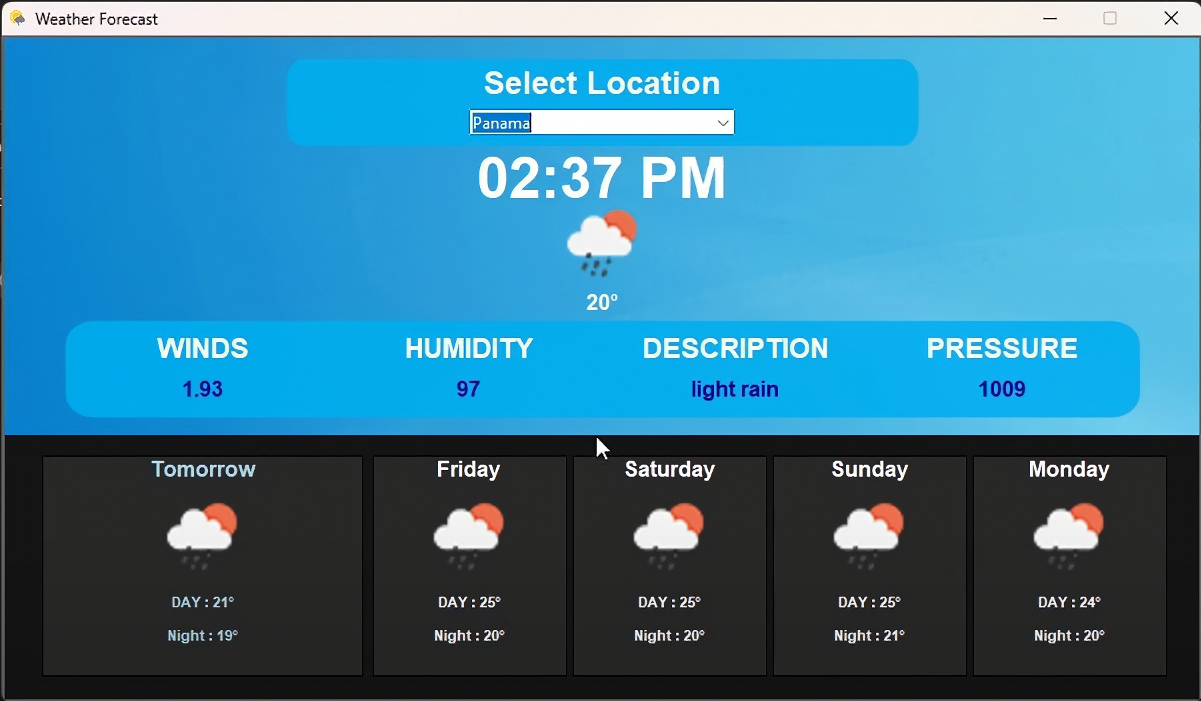 Weather Forecast
Select Location
Panama
02:37 PM
20°
WINDS HUMIDITY DESCRIPTION PRESSURE
1.93 97 light rain 1009
Tomorrow Friday Saturday Sunday Monday
DAY : 21° DAY : 25° DAY : 25° DAY : 25° DAY : 24°
Night : 19° Night : 20° Night : 20° Night : 21° Night : 20°